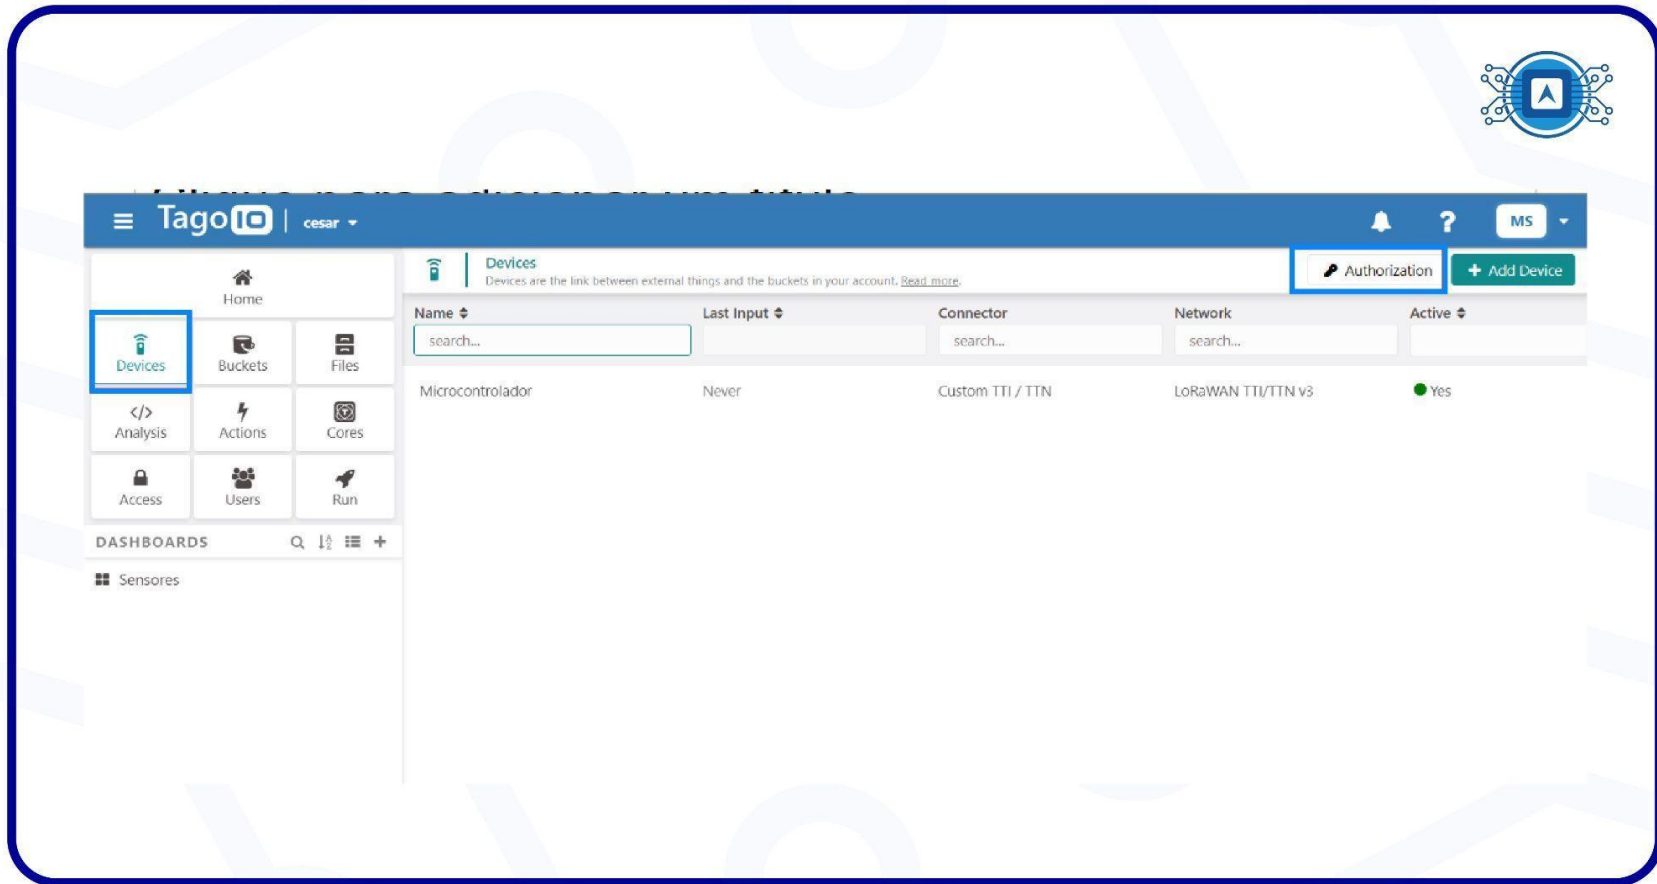 Tago IO | cesar
? MS
Home
Devices Buckets Files
Analysis Actions Cores
Access Users Run
DASHBOARDS
Sensores
Devices
Devices are the link between external things and the buckets in your account. Read more.
Authorization + Add Device
Name Last Input Connector Network Active
search... search... search...
Microcontrolador Never Custom TTI / TTN LoRaWAN TTI/TTN v3 Yes